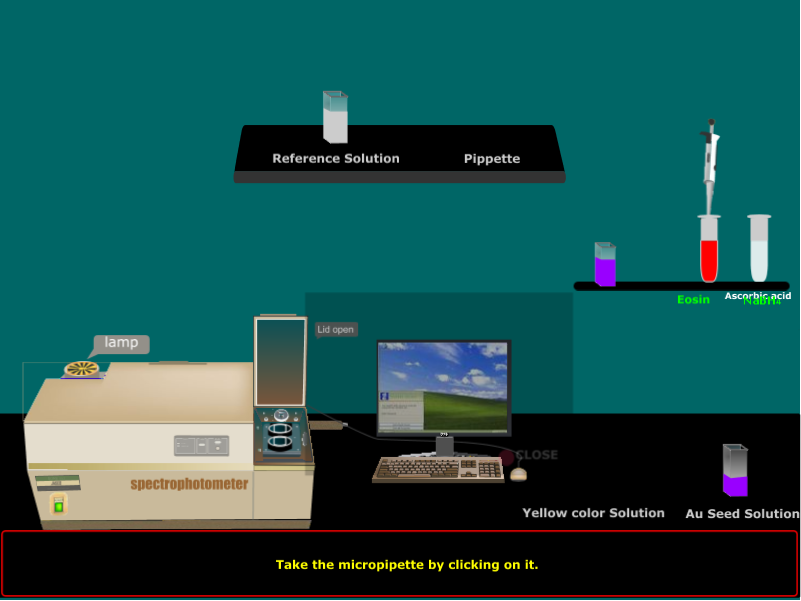 Reference Solution
Pippette
Eosin
Ascorbic acid
Lid open
lamp
CLOSE
spectrophotometer
Yellow color Solution
Au Seed Solution
Take the micropipette by clicking on it.